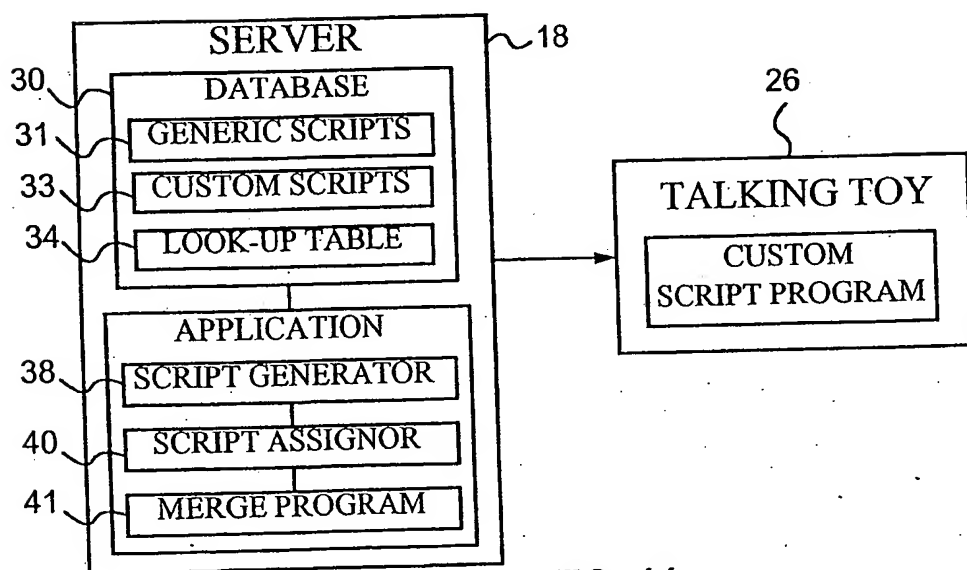 SERVER
18
30
DATABASE
31
GENERIC SCRIPTS
33
CUSTOM SCRIPTS
34
LOOK-UP TABLE
APPLICATION
38
SCRIPT GENERATOR
40
SCRIPT ASSIGNOR
41
MERGE PROGRAM
26
TALKING TOY
CUSTOM
SCRIPT PROGRAM